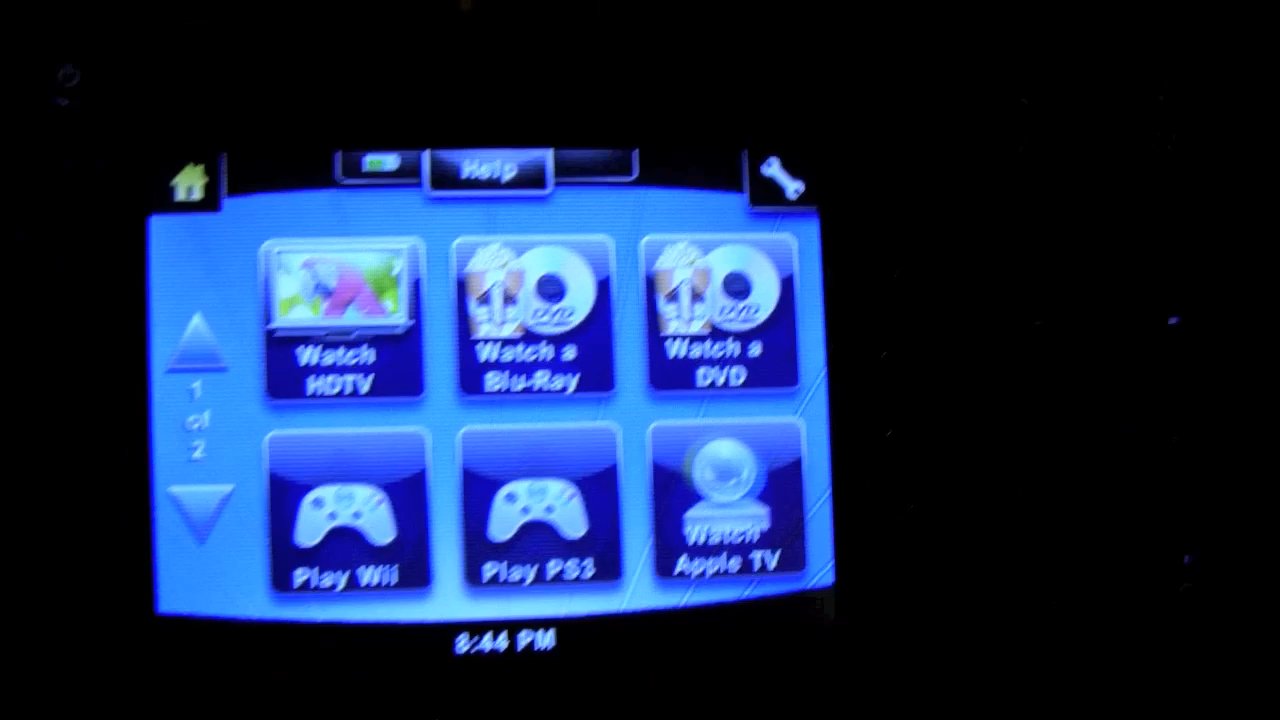 Help
Watch
HDTV
Watch a
Blu-Ray
Watch a
DVD
1
of
2
Play Wii
Play PS3
Watch
Apple TV
8:44 PM